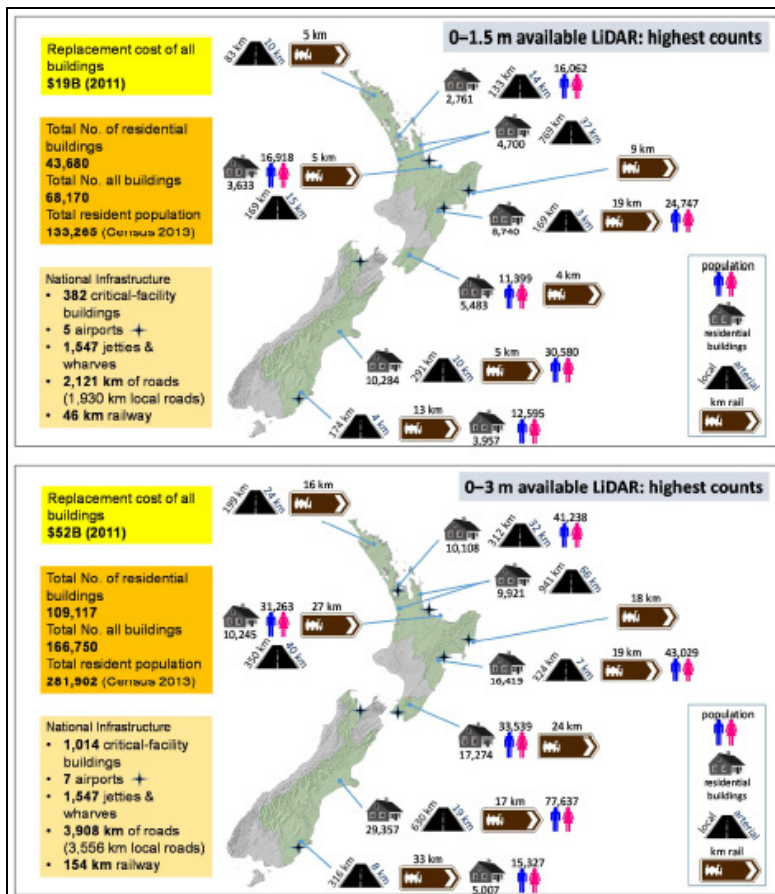 0–1.5 m available LiDAR: highest counts
Replacement cost of all
buildings
$19B (2011)
Total No. of residential
buildings
43,680
Total No. all buildings
68,170
Total resident population
133,265 (Census 2013)
National Infrastructure
• 382 critical-facility
buildings
• 5 airports
• 1,547 jetties &
wharves
• 2,121 km of roads
(1,930 km local roads)
• 46 km railway
83 km
10 km
5 km
2,761
133 km
14 km
16,062
4,700
769 km
37 km
3,633
16,918
5 km
169 km
15 km
9 km
8,740
169 km
3 km
19 km
24,747
5,483
11,399
4 km
10,284
291 km
10 km
5 km
30,580
174 km
4 km
13 km
3,957
12,595
population
residential
buildings
local
arterial
km rail
0–3 m available LiDAR: highest counts
Replacement cost of all
buildings
$52B (2011)
Total No. of residential
buildings
109,117
Total No. all buildings
166,750
Total resident population
281,902 (Census 2013)
National Infrastructure
• 1,014 critical-facility
buildings
• 7 airports
• 1,547 jetties &
wharves
• 3,908 km of roads
(3,556 km local roads)
• 154 km railway
199 km
24 km
16 km
10,108
312 km
32 km
41,238
9,921
941 km
66 km
10,245
31,263
27 km
350 km
40 km
18 km
16,419
324 km
7 km
19 km
43,029
17,274
33,539
24 km
29,357
630 km
19 km
17 km
77,637
316 km
8 km
33 km
5,007
15,327
population
residential
buildings
local
arterial
km rail